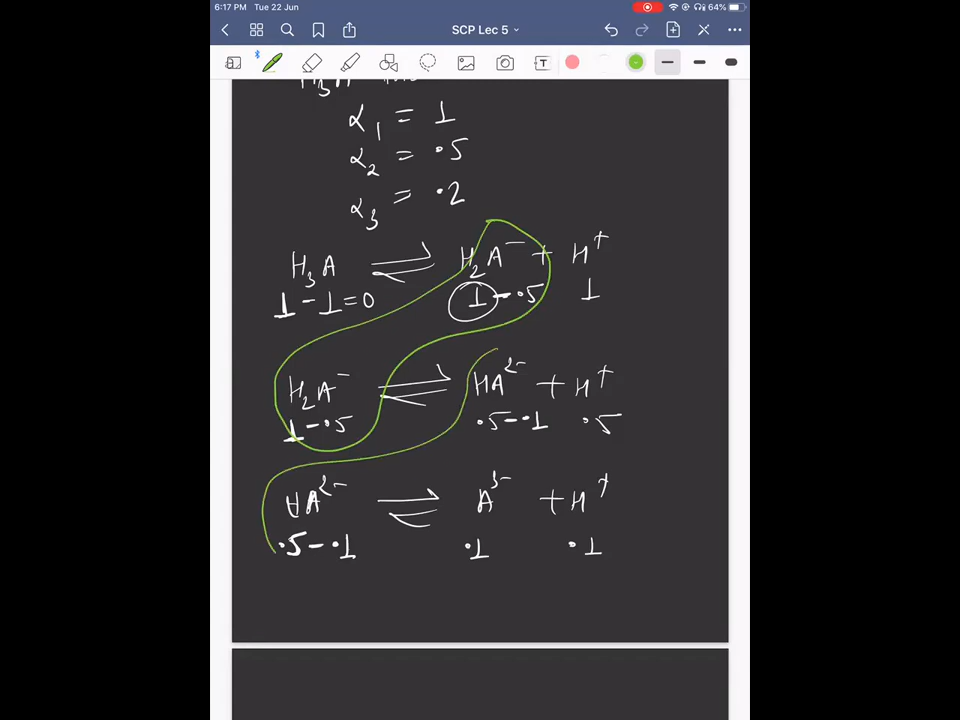 6:17 PM Tue 22 Jun
64%
SCP Lec 5
T
α₁ = 1
α₂ = .5
α₃ = .2
H₃A ⇌ H₂A⁻ + H⁺
1 - 1 = 0 1 - .5 1
H₂A⁻ ⇌ HA²⁻ + H⁺
1 - .5 .5 - .1 .5
HA²⁻ ⇌ A³⁻ + H⁺
.5 - .1 .1 .1